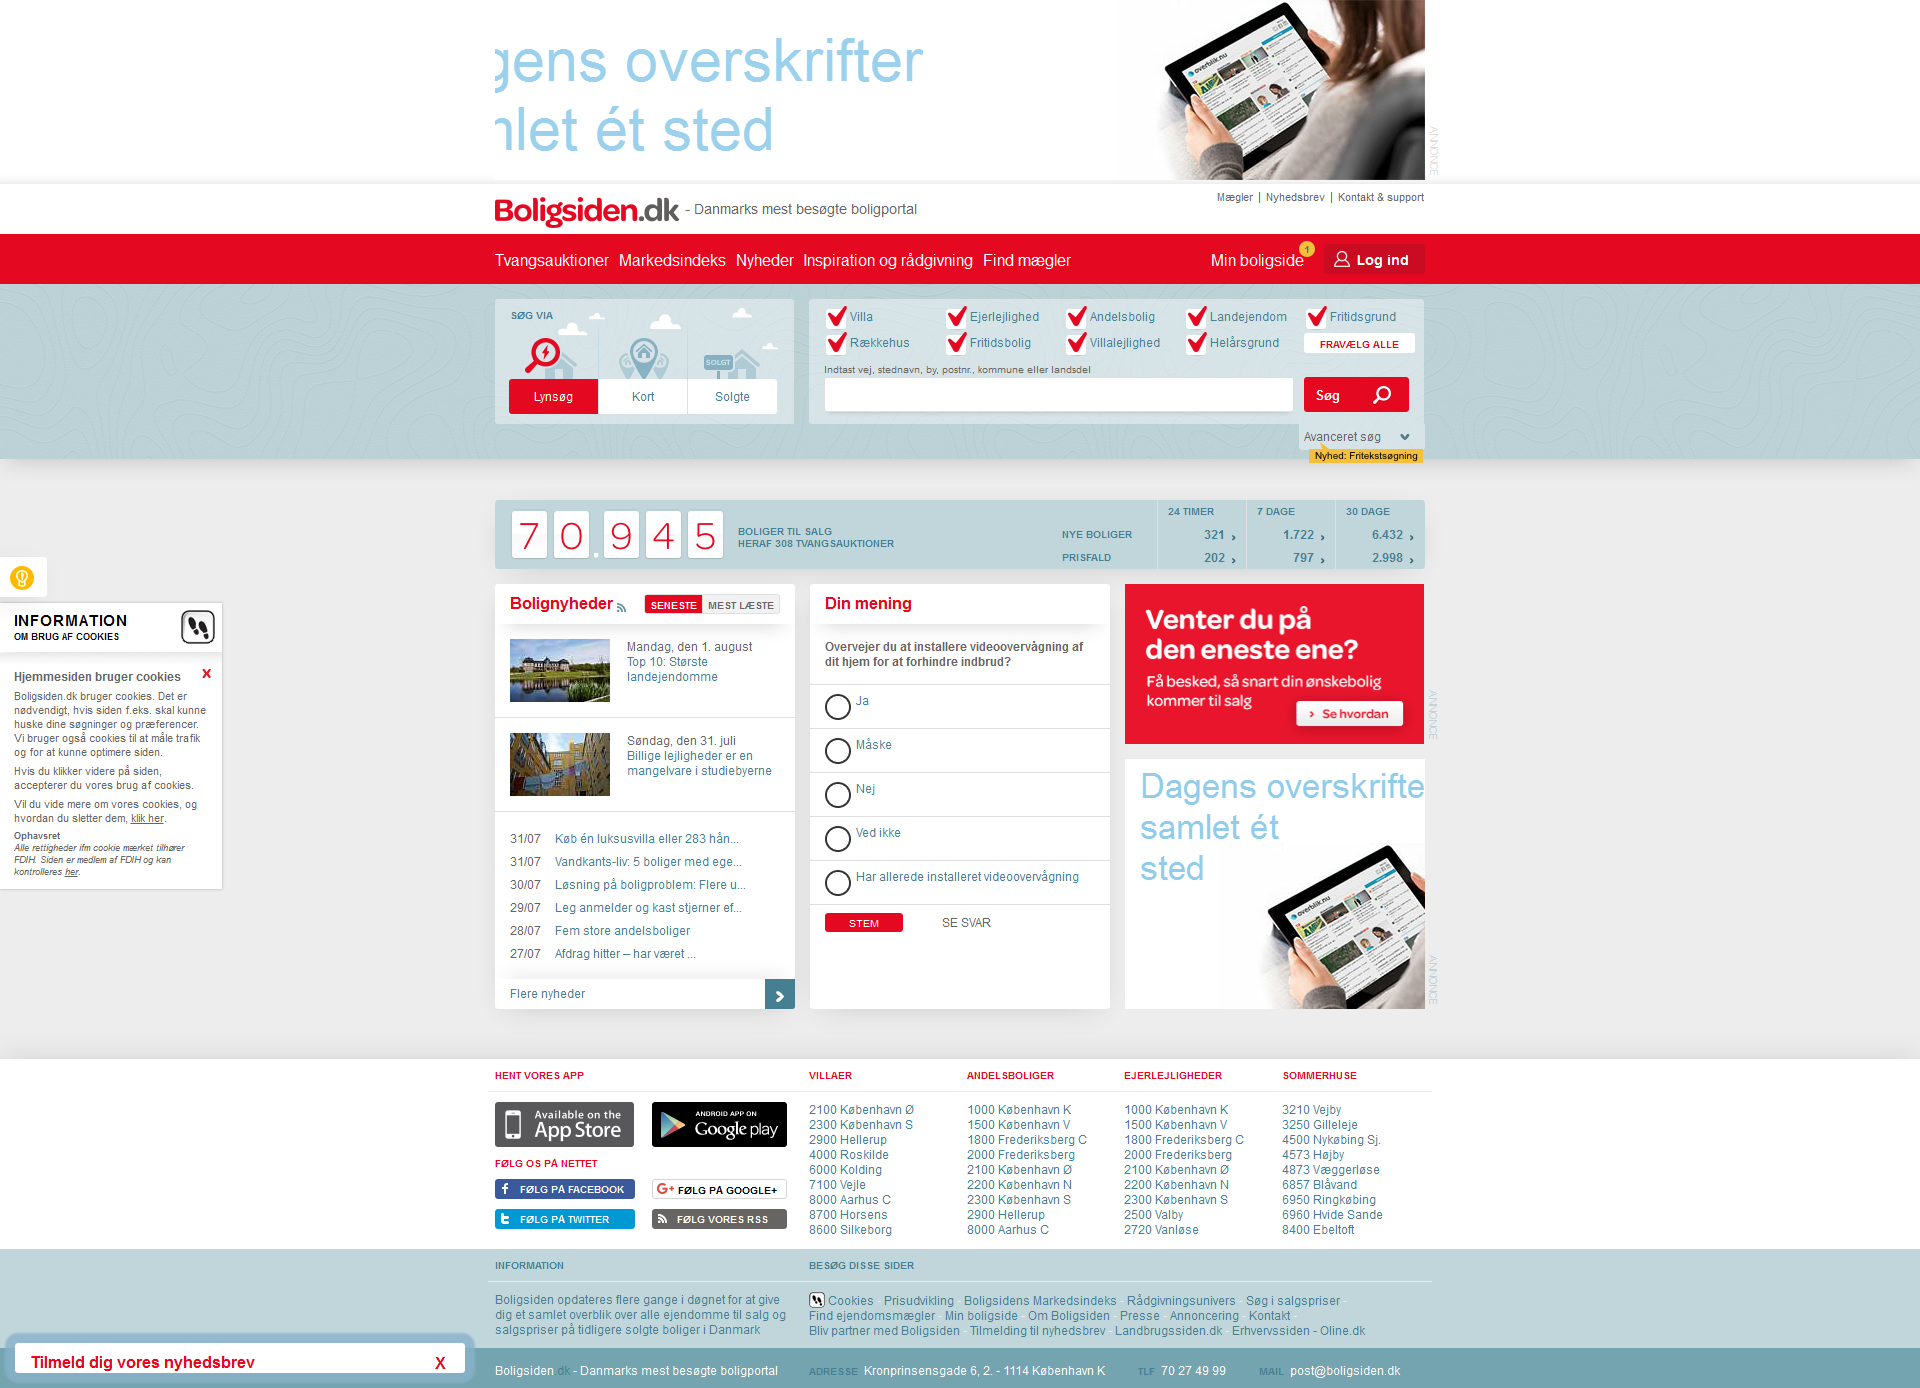 gens overskrifter
mlet ét sted
overblik.nu
ANNONCE
Boligsiden.dk - Danmarks mest besøgte boligportal
Mægler | Nyhedsbrev | Kontakt & support
Tvangsauktioner Markedsindeks Nyheder Inspiration og rådgivning Find mægler
Min boligside 1 Log ind
SØG VIA
SOLGT
Lynsøg Kort Solgte
Villa Ejerlejlighed Andelsbolig Landejendom Fritidsgrund
Rækkehus Fritidsbolig Villalejlighed Helårsgrund FRAVÆLG ALLE
Indtast vej, stednavn, by, postnr., kommune eller landsdel
Søg
Avanceret søg
Nyhed: Fritekstsøgning
70.945
BOLIGER TIL SALG
HERAF 308 TVANGSAUKTIONER
24 TIMER 7 DAGE 30 DAGE
NYE BOLIGER 321 › 1.722 › 6.432 ›
PRISFALD 202 › 797 › 2.998 ›
INFORMATION
OM BRUG AF COOKIES
Hjemmesiden bruger cookies X
Boligsiden.dk bruger cookies. Det er
nødvendigt, hvis siden f.eks. skal kunne
huske dine søgninger og præferencer.
Vi bruger også cookies til at måle trafik
og for at kunne optimere siden.
Hvis du klikker videre på siden,
accepterer du vores brug af cookies.
Vil du vide mere om vores cookies, og
hvordan du sletter dem, klik her.
Ophavsret
Alle rettigheder ifm cookie mærket tilhører
FDIH. Siden er medlem af FDIH og kan
kontrolleres her.
Bolignyheder SENESTE MEST LÆSTE
Mandag, den 1. august
Top 10: Største
landejendomme
Søndag, den 31. juli
Billige lejligheder er en
mangelvare i studiebyerne
31/07 Køb én luksusvilla eller 283 hån...
31/07 Vandkants-liv: 5 boliger med ege...
30/07 Løsning på boligproblem: Flere u...
29/07 Leg anmelder og kast stjerner ef...
28/07 Fem store andelsboliger
27/07 Afdrag hitter – har været ...
Flere nyheder
Din mening
Overvejer du at installere videoovervågning af
dit hjem for at forhindre indbrud?
Ja
Måske
Nej
Ved ikke
Har allerede installeret videoovervågning
STEM SE SVAR
Venter du på
den eneste ene?
Få besked, så snart din ønskebolig
kommer til salg
› Se hvordan
ANNONCE
Dagens overskrifte
samlet ét
sted
overblik.nu
ANNONCE
HENT VORES APP
Available on the
App Store
ANDROID APP ON
Google play
FØLG OS PÅ NETTET
FØLG PÅ FACEBOOK
G+ FØLG PÅ GOOGLE+
FØLG PÅ TWITTER
FØLG VORES RSS
VILLAER
2100 København Ø
2300 København S
2900 Hellerup
4000 Roskilde
6000 Kolding
7100 Vejle
8000 Aarhus C
8700 Horsens
8600 Silkeborg
ANDELSBOLIGER
1000 København K
1500 København V
1800 Frederiksberg C
2000 Frederiksberg
2100 København Ø
2200 København N
2300 København S
2900 Hellerup
8000 Aarhus C
EJERLEJLIGHEDER
1000 København K
1500 København V
1800 Frederiksberg C
2000 Frederiksberg
2100 København Ø
2200 København N
2300 København S
2500 Valby
2720 Vanløse
SOMMERHUSE
3210 Vejby
3250 Gilleleje
4500 Nykøbing Sj.
4573 Højby
4873 Væggerløse
6857 Blåvand
6950 Ringkøbing
6960 Hvide Sande
8400 Ebeltoft
INFORMATION
Boligsiden opdateres flere gange i døgnet for at give
dig et samlet overblik over alle ejendomme til salg og
salgspriser på tidligere solgte boliger i Danmark
BESØG DISSE SIDER
Cookies - Prisudvikling - Boligsidens Markedsindeks - Rådgivningsunivers - Søg i salgspriser -
Find ejendomsmægler - Min boligside - Om Boligsiden - Presse - Annoncering - Kontakt -
Bliv partner med Boligsiden - Tilmelding til nyhedsbrev - Landbrugssiden.dk - Erhvervssiden - Oline.dk
Tilmeld dig vores nyhedsbrev X
Boligsiden.dk - Danmarks mest besøgte boligportal
ADRESSE Kronprinsensgade 6, 2. - 1114 København K TLF 70 27 49 99 MAIL post@boligsiden.dk